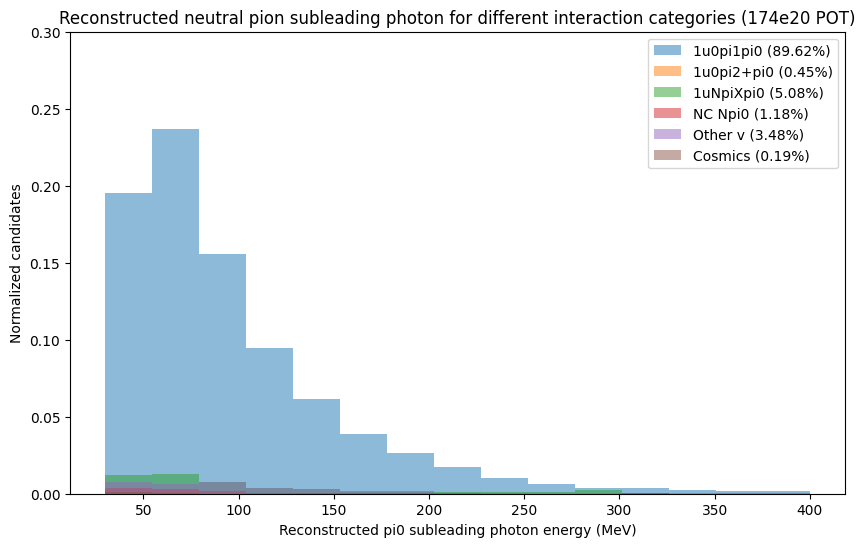 Reconstructed neutral pion subleading photon for different interaction categories (174e20 POT)
0.30
0.25
0.20
0.15
0.10
0.05
0.00
Normalized candidates
1u0pi1pi0 (89.62%)
1u0pi2+pi0 (0.45%)
1uNpiXpi0 (5.08%)
NC Npi0 (1.18%)
Other v (3.48%)
Cosmics (0.19%)
50 100 150 200 250 300 350 400
Reconstructed pi0 subleading photon energy (MeV)